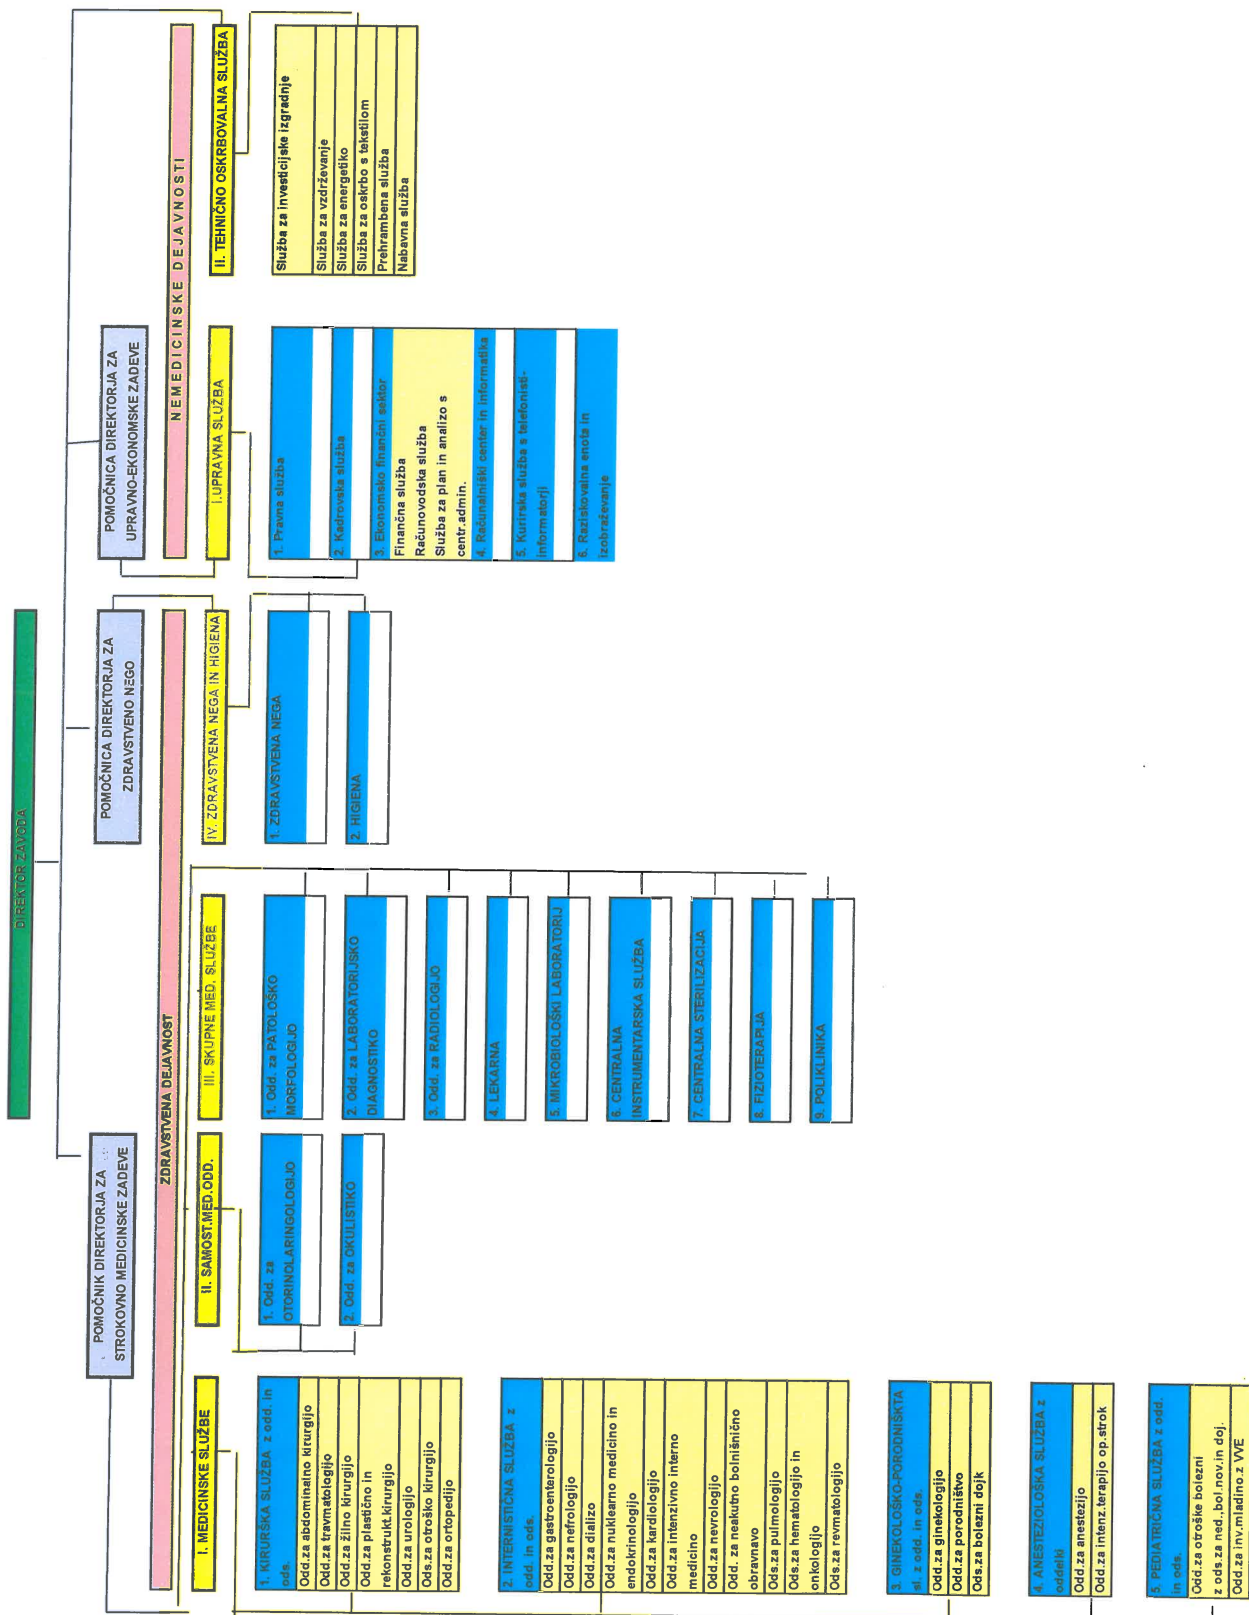 DIREKTOR ZAVODA
POMOČNIK DIREKTORJA ZA
STROKOVNO MEDICINSKE ZADEVE
POMOČNICA DIREKTORJA ZA
ZDRAVSTVENO NEGO
POMOČNICA DIREKTORJA ZA
UPRAVNO-EKONOMSKE ZADEVE
ZDRAVSTVENA DEJAVNOST
NEMEDICINSKE DEJAVNOSTI
I. MEDICINSKE SLUŽBE
1. KIRURŠKA SLUŽBA z odd. in
ods.
Odd.za abdominalno kirurgijo
Odd.za travmatologijo
Odd.za žilno kirurgijo
Odd.za plastično in
rekonstrukt.kirurgijo
Odd.za urologijo
Ods.za otroško kirurgijo
Odd.za ortopedijo
2. INTERNISTIČNA SLUŽBA z
odd. in ods.
Odd.za gastroenterologijo
Odd.za nefrologijo
Odd.za dializo
Odd.za nuklearno medicino in
endokrinologijo
Odd.za kardiologijo
Odd.za intenzivno interno
medicino
Odd.za nevrologijo
Odd. za neakutno bolnišnično
obravnavo
Ods.za pulmologijo
Ods.za hematologijo in
onkologijo
Ods.za revmatologijo
3. GINEKOLOŠKO-PORODNIŠKTA
sl. z odd. in ods.
Odd.za ginekologijo
Odd.za porodništvo
Ods.za bolezni dojk
4. ANESTEZIOLOŠKA SLUŽBA z
oddelki
Odd.za anestezijo
Odd.za intenz.terapijo op.strok
5. PEDIATRIČNA SLUŽBA z odd.
in ods.
Odd.za otroške bolezni
z ods.za ned.,bol.nov.in doj.
Odd.za inv.mladino.z VVE
II. SAMOST.MED.ODD.
1. Odd. za
OTORINOLARINGOLOGIJO
2. Odd. za OKULISTIKO
III. SKUPNE MED. SLUŽBE
1. Odd. za PATOLOŠKO
MORFOLOGIJO
2. Odd. za LABORATORIJSKO
DIAGNOSTIKO
3. Odd. za RADIOLOGIJO
4. LEKARNA
5. MIKROBIOLOŠKI LABORATORIJ
6. CENTRALNA
INSTRUMENTARSKA SLUŽBA
7. CENTRALNA STERILIZACIJA
8. FIZIOTERAPIJA
9. POLIKLINIKA
IV. ZDRAVSTVENA NEGA IN HIGIENA
1. ZDRAVSTVENA NEGA
2. HIGIENA
I.UPRAVNA SLUŽBA
1. Pravna služba
2. Kadrovska služba
3. Ekonomsko finančni sektor
Finančna služba
Računovodska služba
Služba za plan in analizo s
centr.admin.
4. Računalniški center in informatika
5. Kurirska služba s telefonisti-
informatorji
6. Raziskovalna enota in
izobraževanje
II. TEHNIČNO OSKRBOVALNA SLUŽBA
Služba za investicijske izgradnje
Služba za vzdrževanje
Služba za energetiko
Služba za oskrbo s tekstilom
Prehrambena služba
Nabavna služba